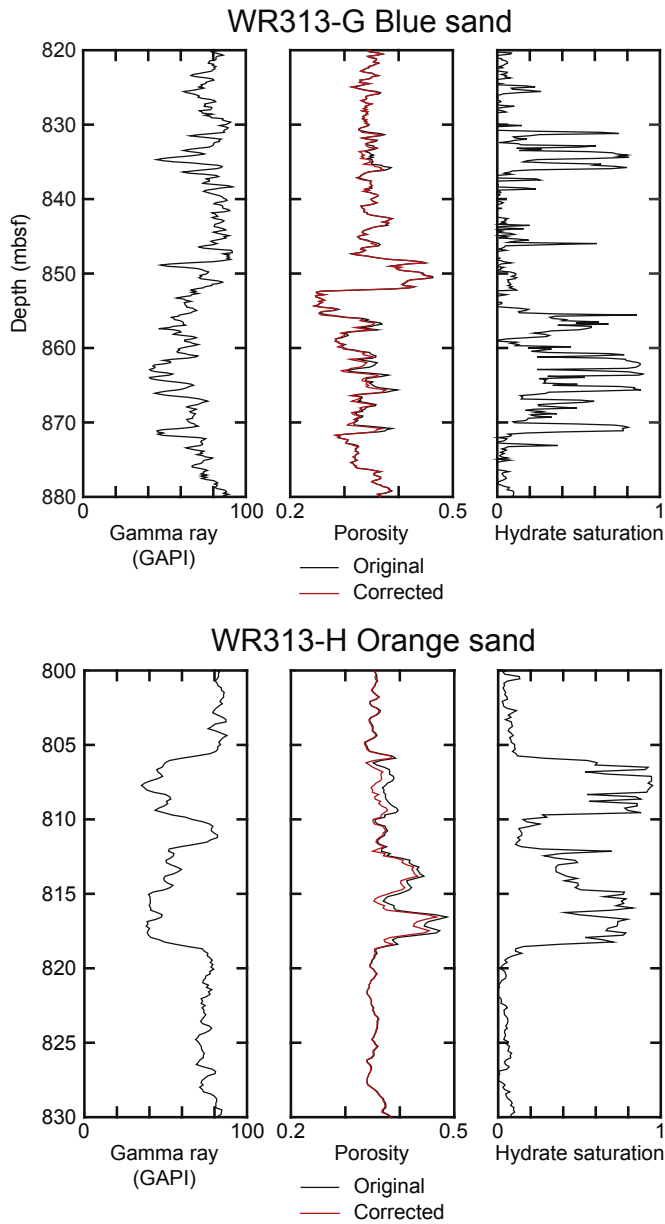 WR313-G Blue sand
820
830
840
850
860
870
880
Depth (mbsf)
0 100
Gamma ray
(GAPI)
0.2 0.5
Porosity
0 1
Hydrate saturation
Original
Corrected
WR313-H Orange sand
800
805
810
815
820
825
830
0 100
Gamma ray
(GAPI)
0.2 0.5
Porosity
0 1
Hydrate saturation
Original
Corrected